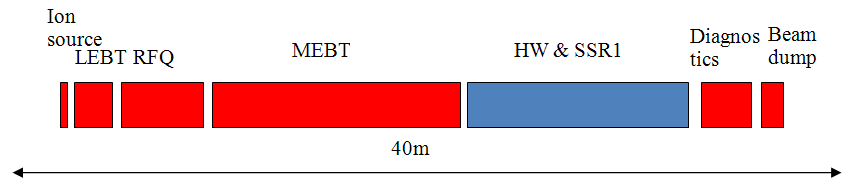 Ion
source
LEBT RFQ
MEBT
HW & SSR1
Diagnos
tics
Beam
dump
40m